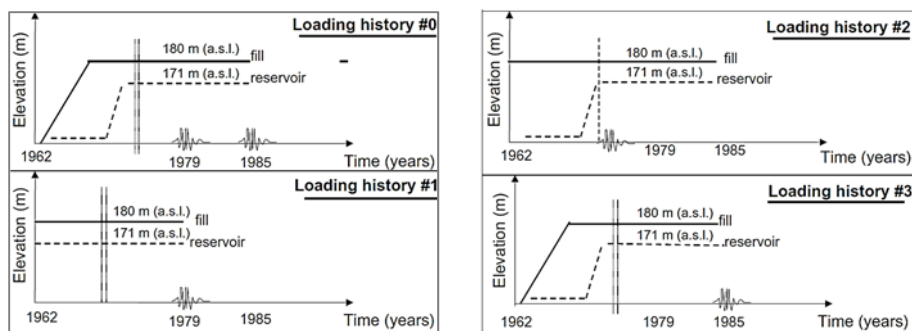 Loading history #0
Elevation (m)
180 m (a.s.l.)
fill
171 m (a.s.l.)
reservoir
1962
1979
1985
Time (years)
Loading history #2
Elevation (m)
180 m (a.s.l.)
fill
171 m (a.s.l.)
reservoir
1962
1979
1985
Time (years)
Loading history #1
Elevation (m)
180 m (a.s.l.)
fill
171 m (a.s.l.)
reservoir
1962
1979
1985
Time (years)
Loading history #3
Elevation (m)
180 m (a.s.l.)
fill
171 m (a.s.l.)
reservoir
1962
1979
1985
Time (years)